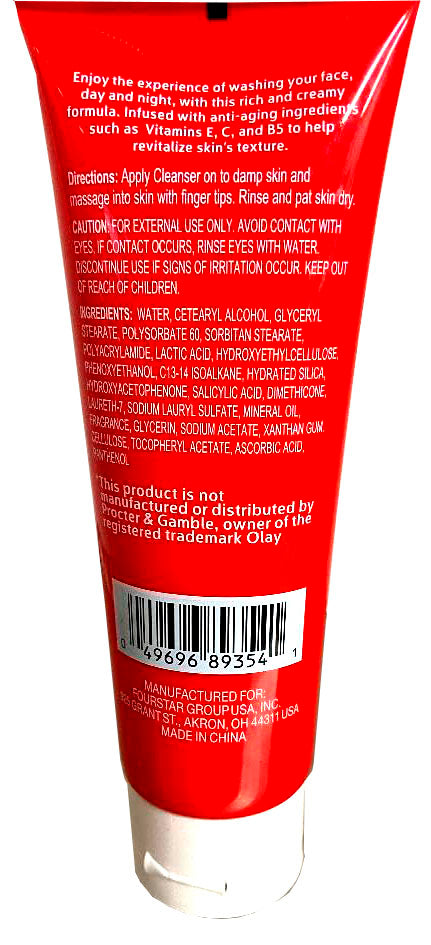 Enjoy the experience of washing your face,
day and night, with this rich and creamy
formula. Infused with anti-aging ingredients
such as Vitamins E, C, and B5 to help
revitalize skin's texture.
Directions: Apply Cleanser on to damp skin and
massage into skin with finger tips. Rinse and pat skin dry.
CAUTION: FOR EXTERNAL USE ONLY. AVOID CONTACT WITH
EYES, IF CONTACT OCCURS, RINSE EYES WITH WATER.
DISCONTINUE USE IF SIGNS OF IRRITATION OCCUR. KEEP OUT
OF REACH OF CHILDREN.
INGREDIENTS: WATER, CETEARYL ALCOHOL, GLYCERYL
STEARATE, POLYSORBATE 60, SORBITAN STEARATE,
POLYACRYLAMIDE, LACTIC ACID, HYDROXYETHYLCELLULOSE,
PHENOXYETHANOL, C13-14 ISOALKANE, HYDRATED SILICA,
HYDROXYACETOPHENONE, SALICYLIC ACID, DIMETHICONE,
LAURETH-7, SODIUM LAURYL SULFATE, MINERAL OIL,
FRAGRANCE, GLYCERIN, SODIUM ACETATE, XANTHAN GUM,
CELLULOSE, TOCOPHERYL ACETATE, ASCORBIC ACID,
PANTHENOL
*This product is not
manufactured or distributed by
Procter & Gamble, owner of the
registered trademark Olay
0 49696 89354 1
MANUFACTURED FOR:
FOURSTAR GROUP USA, INC.
GRANT ST., AKRON, OH 44311 USA
MADE IN CHINA